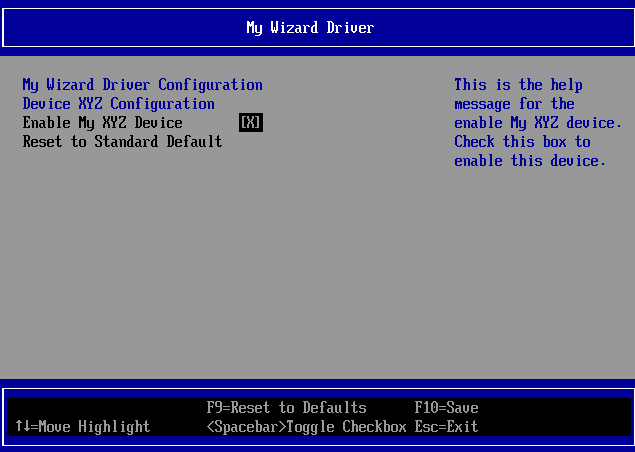 My Wizard Driver
My Wizard Driver Configuration
Device XYZ Configuration
Enable My XYZ Device [X]
Reset to Standard Default
This is the help
message for the
enable My XYZ device.
Check this box to
enable this device.
F9=Reset to Defaults F10=Save
↑↓=Move Highlight <Spacebar>Toggle Checkbox Esc=Exit